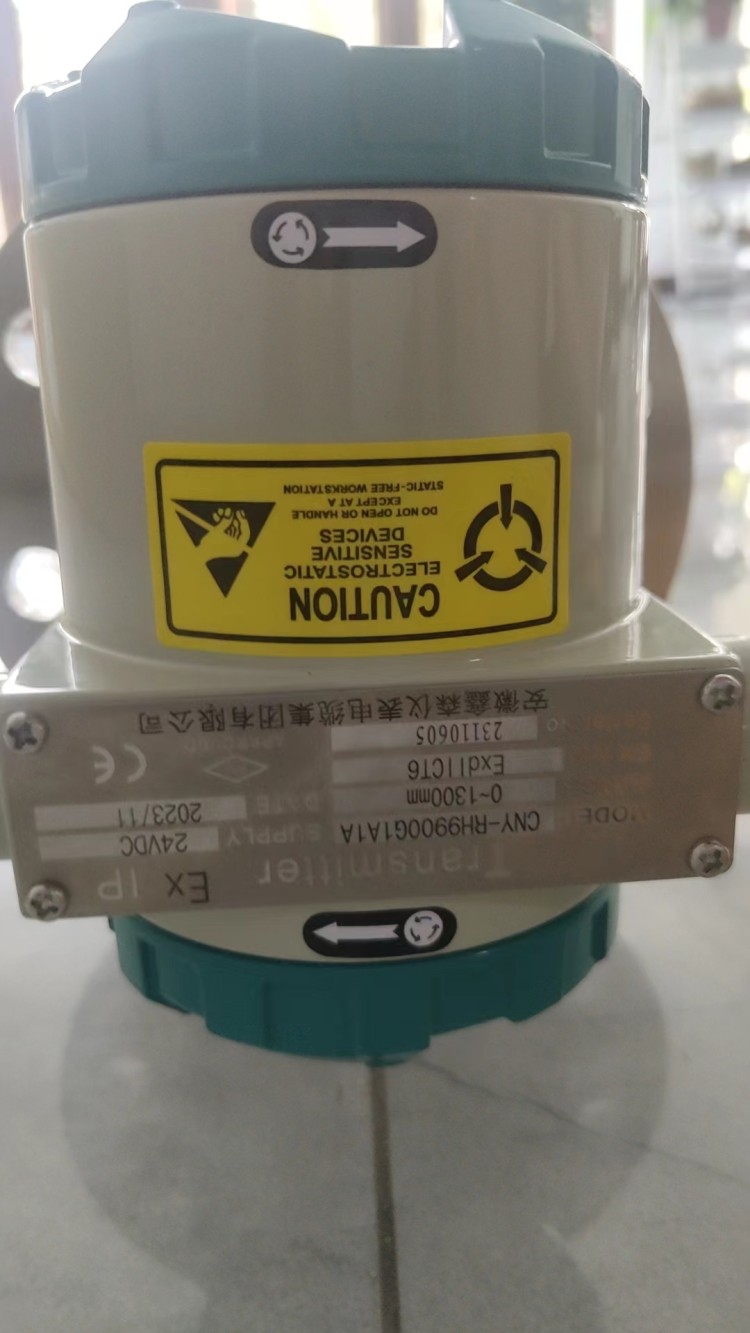 Transmitter Ex IP
MODEL CNY-RH9900G1A1A SUPPLY 24VDC
0~1300mm DATE 2023/11
ExdIICT6
Serial No 23110605
安徽鑫森仪表电缆集团有限公司
CAUTION
ELECTROSTATIC
SENSITIVE
DEVICES
DO NOT OPEN OR HANDLE
EXCEPT AT A
STATIC-FREE WORKSTATION